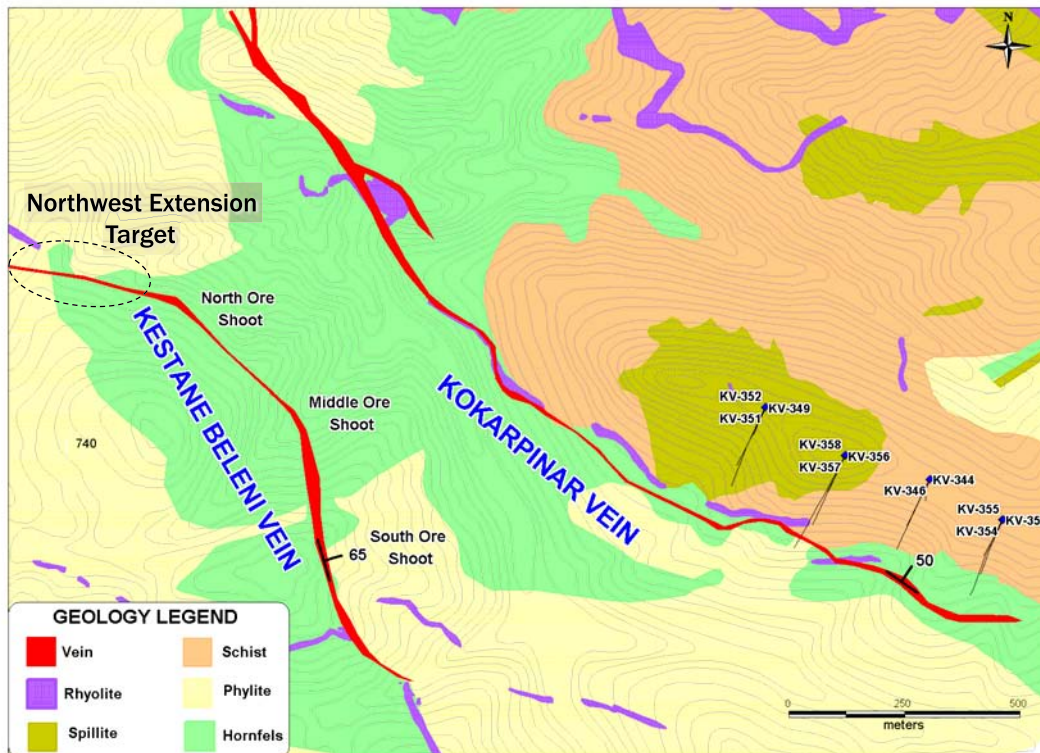 N
Northwest Extension
Target
North Ore
Shoot
KESTANE BELENI VEIN
Middle Ore
Shoot
KOKARPINAR VEIN
740
KV-352
KV-349
KV-351
KV-358
KV-356
KV-357
KV-344
KV-346
KV-355
KV-35
KV-354
South Ore
Shoot
65
50
GEOLOGY LEGEND
Vein
Schist
Rhyolite
Phylite
Spillite
Hornfels
0
250
500
meters